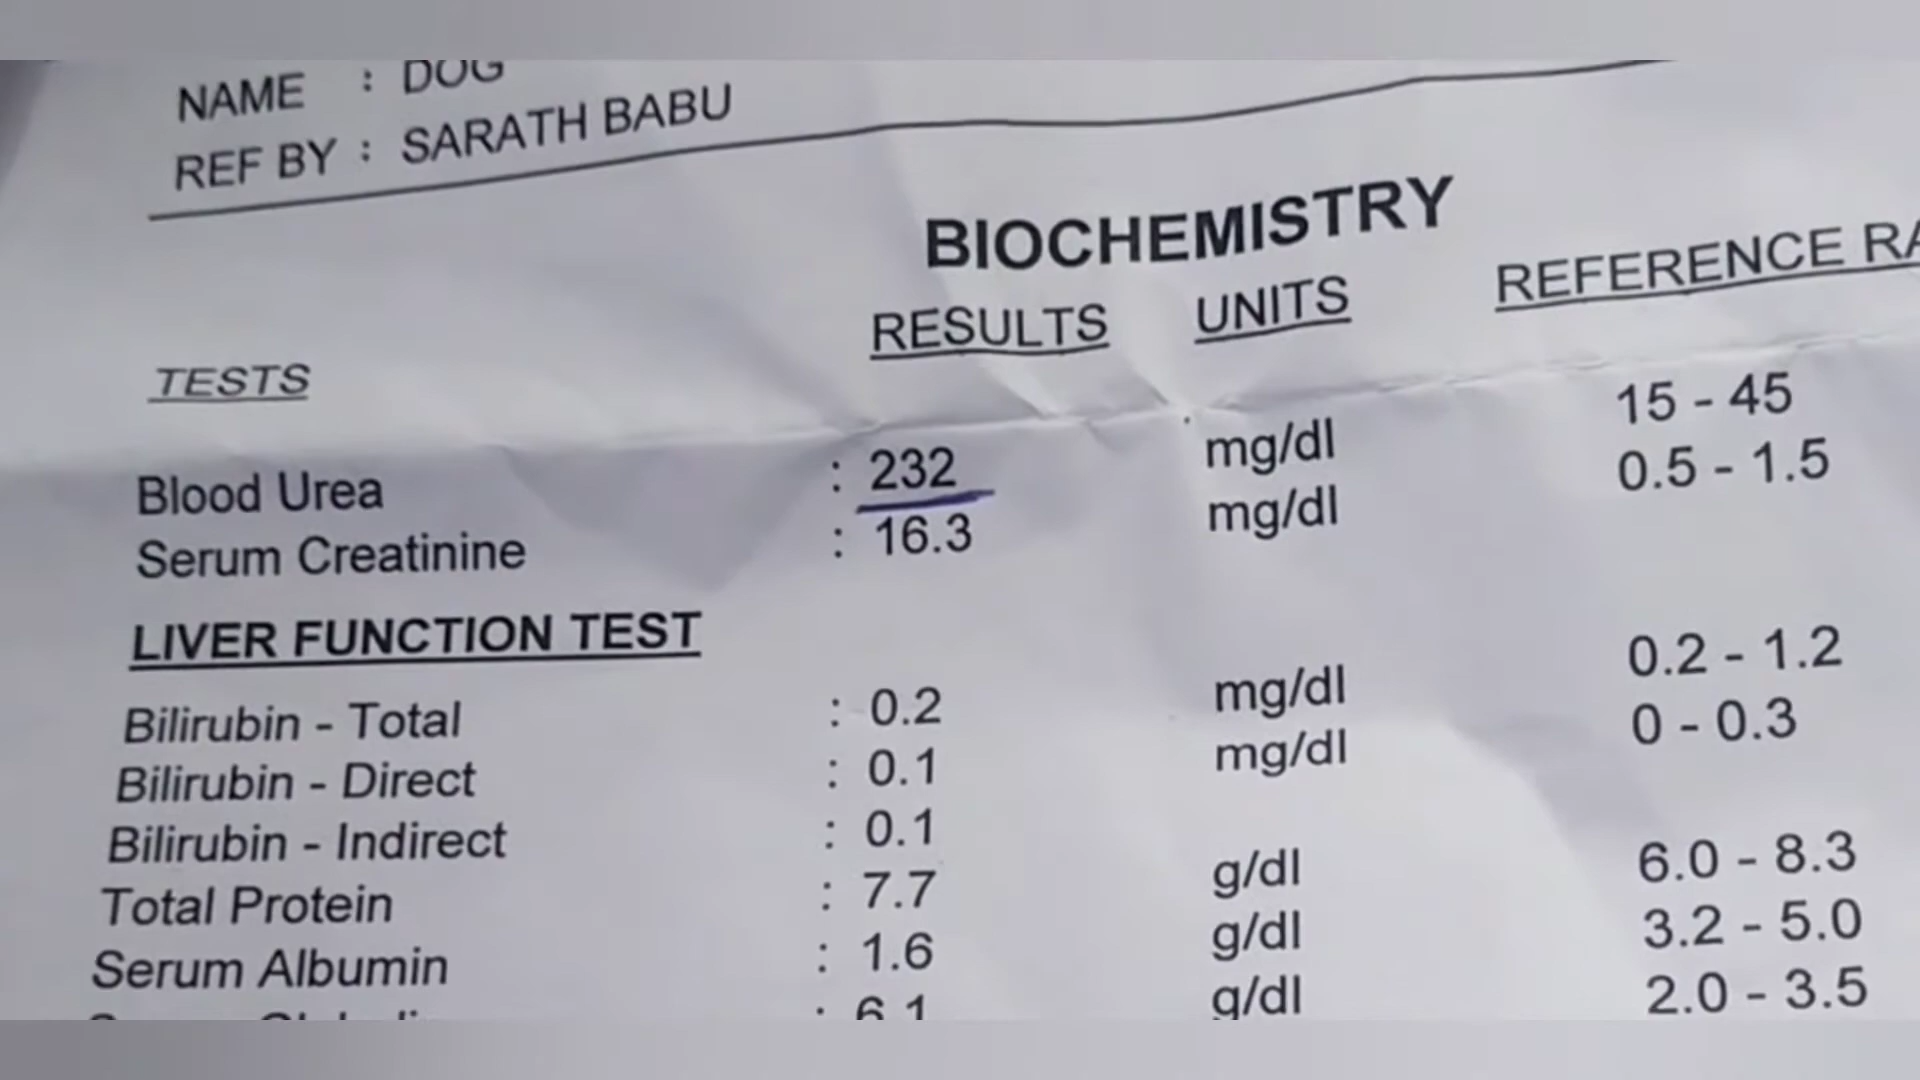 NAME : DOG
REF BY : SARATH BABU
BIOCHEMISTRY
TESTS RESULTS UNITS REFERENCE
Blood Urea : 232 mg/dl 15 - 45
Serum Creatinine : 16.3 mg/dl 0.5 - 1.5
LIVER FUNCTION TEST
Bilirubin - Total : 0.2 mg/dl 0.2 - 1.2
Bilirubin - Direct : 0.1 mg/dl 0 - 0.3
Bilirubin - Indirect : 0.1
Total Protein : 7.7 g/dl 6.0 - 8.3
Serum Albumin : 1.6 g/dl 3.2 - 5.0
: 6.1 g/dl 2.0 - 3.5